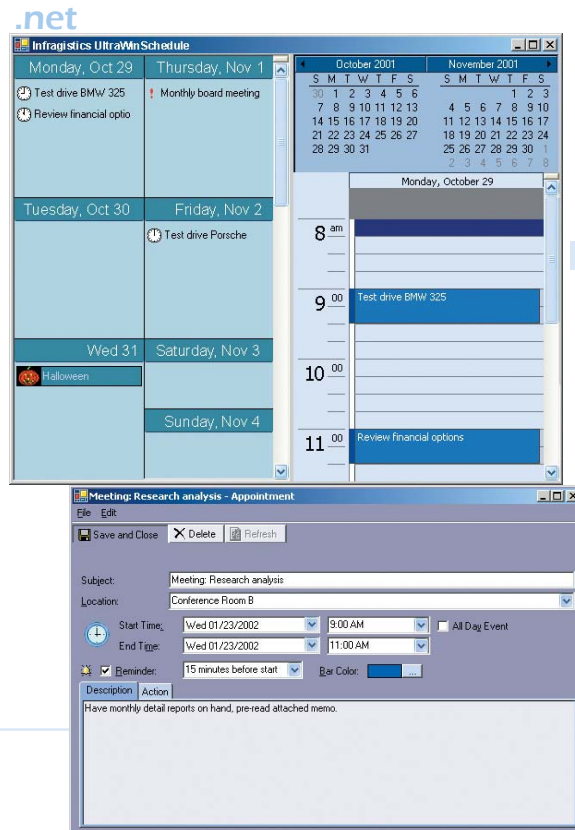 .net
Infragistics UltraWinSchedule
Monday, Oct 29
Test drive BMW 325
Review financial optio
Tuesday, Oct 30
Wed 31
Halloween
Thursday, Nov 1
! Monthly board meeting
Friday, Nov 2
Test drive Porsche
Saturday, Nov 3
Sunday, Nov 4
October 2001
S M T W T F S
30 1 2 3 4 5 6
7 8 9 10 11 12 13
14 15 16 17 18 19 20
21 22 23 24 25 26 27
28 29 30 31
November 2001
S M T W T F S
1 2 3
4 5 6 7 8 9 10
11 12 13 14 15 16 17
18 19 20 21 22 23 24
25 26 27 28 29 30 1
2 3 4 5 6 7 8
Monday, October 29
8 am
9 00
Test drive BMW 325
10 00
11 00
Review financial options
Meeting: Research analysis - Appointment
File Edit
Save and Close Delete Refresh
Subject: Meeting: Research analysis
Location: Conference Room B
Start Time: Wed 01/23/2002 9:00 AM All Day Event
End Time: Wed 01/23/2002 11:00 AM
Reminder: 15 minutes before start Bar Color: ...
Description Action
Have monthly detail reports on hand, pre-read attached memo.